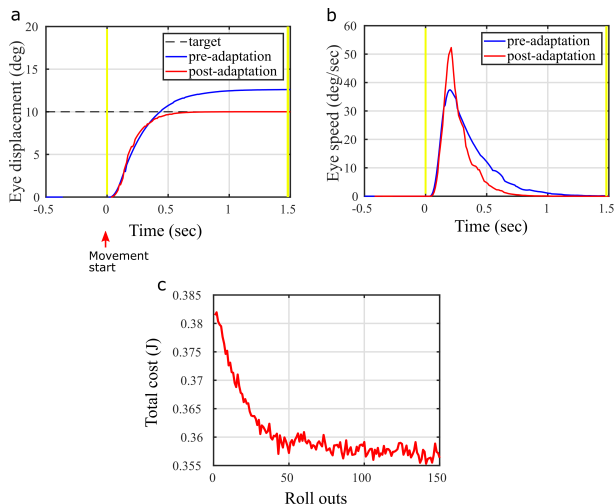 a
Eye displacement (deg)
20
15
10
5
0
-0.5
0
0.5
1
1.5
Time (sec)
target
pre-adaptation
post-adaptation
Movement
start
b
Eye speed (deg/sec)
60
50
40
30
20
10
0
-0.5
0
0.5
1
1.5
Time (sec)
pre-adaptation
post-adaptation
c
Total cost (J)
0.385
0.38
0.37
0.365
0.36
0.355
0
50
100
150
Roll outs